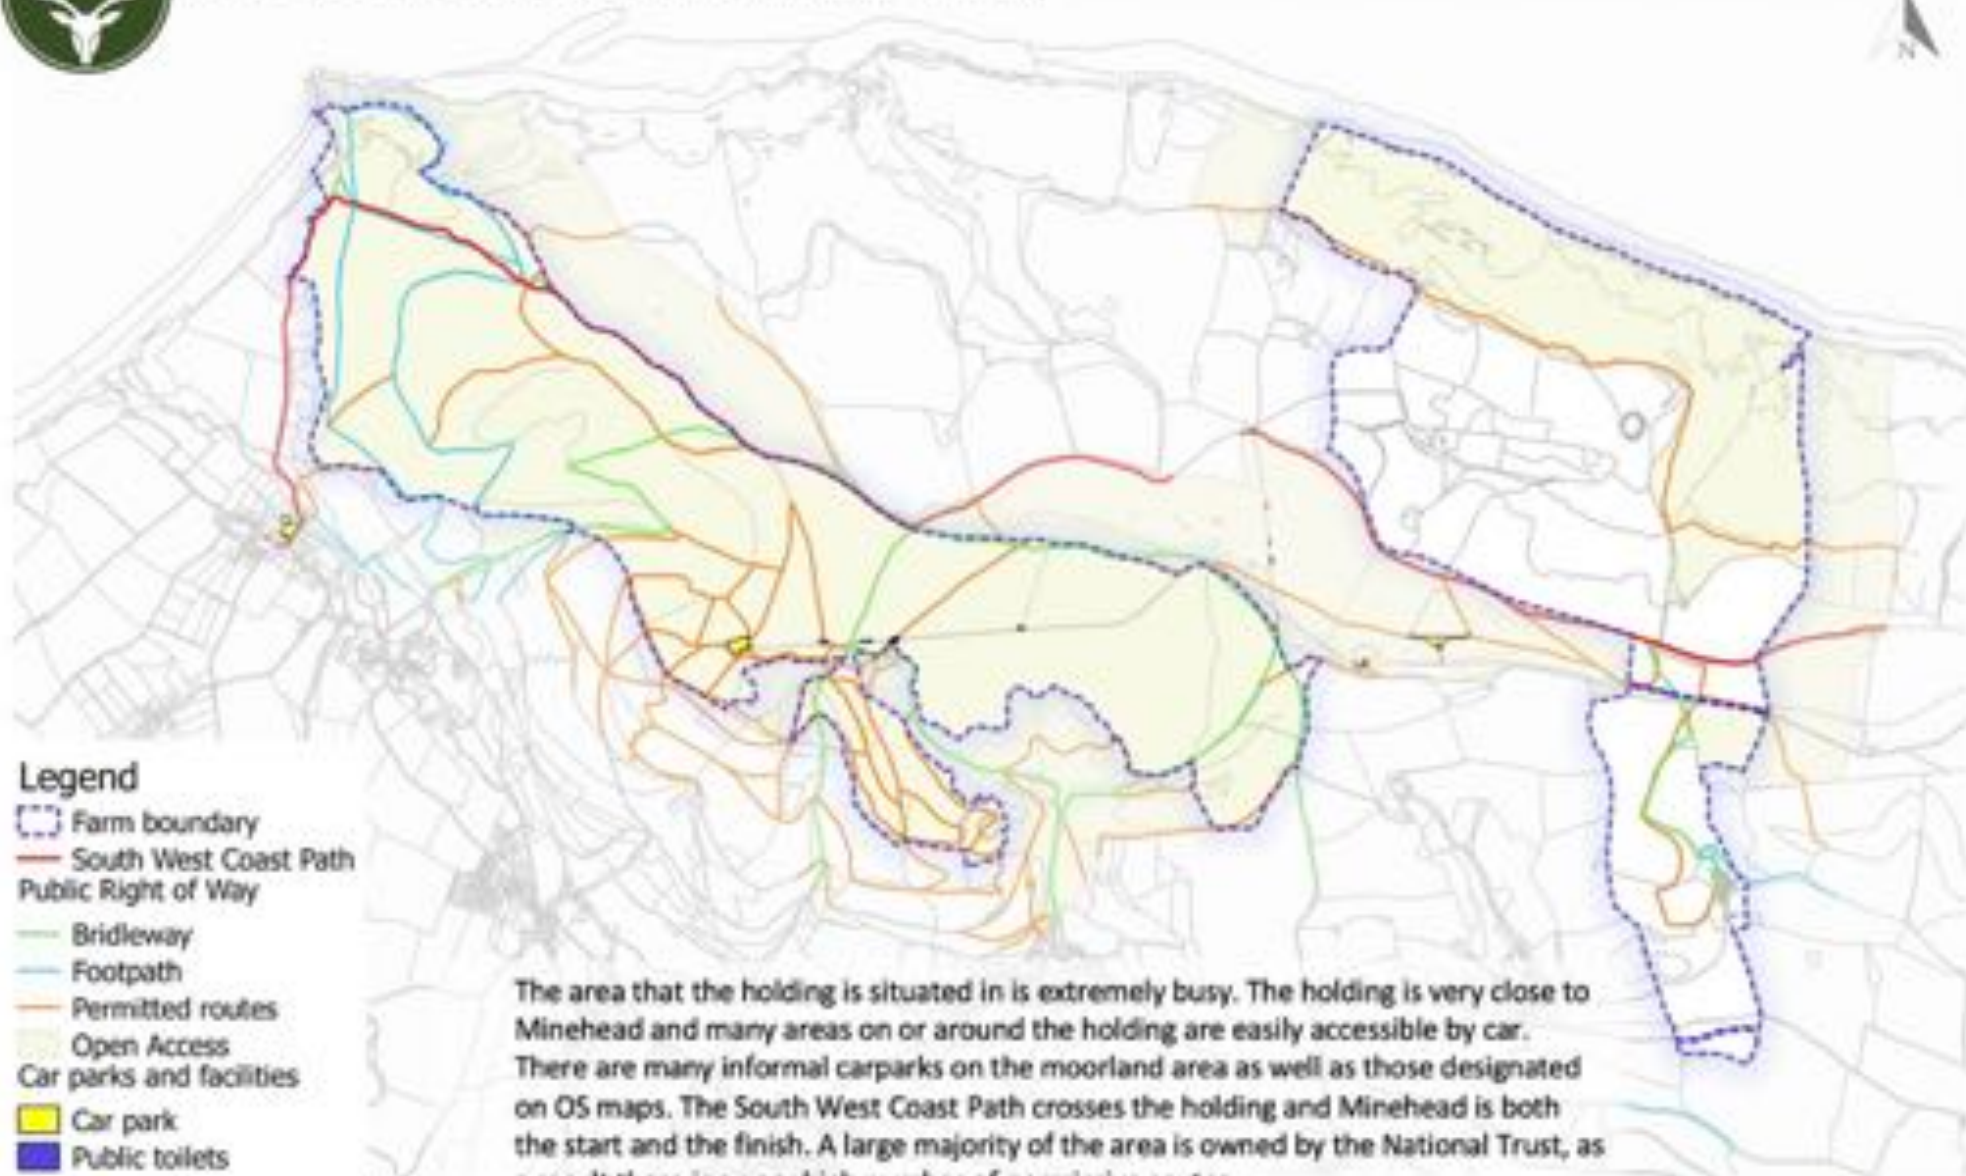 N
Legend
Farm boundary
South West Coast Path
Public Right of Way
Bridleway
Footpath
Permitted routes
Open Access
Car parks and facilities
Car park
Public toilets
The area that the holding is situated in is extremely busy. The holding is very close to
Minehead and many areas on or around the holding are easily accessible by car.
There are many informal carparks on the moorland area as well as those designated
on OS maps. The South West Coast Path crosses the holding and Minehead is both
the start and the finish. A large majority of the area is owned by the National Trust, as